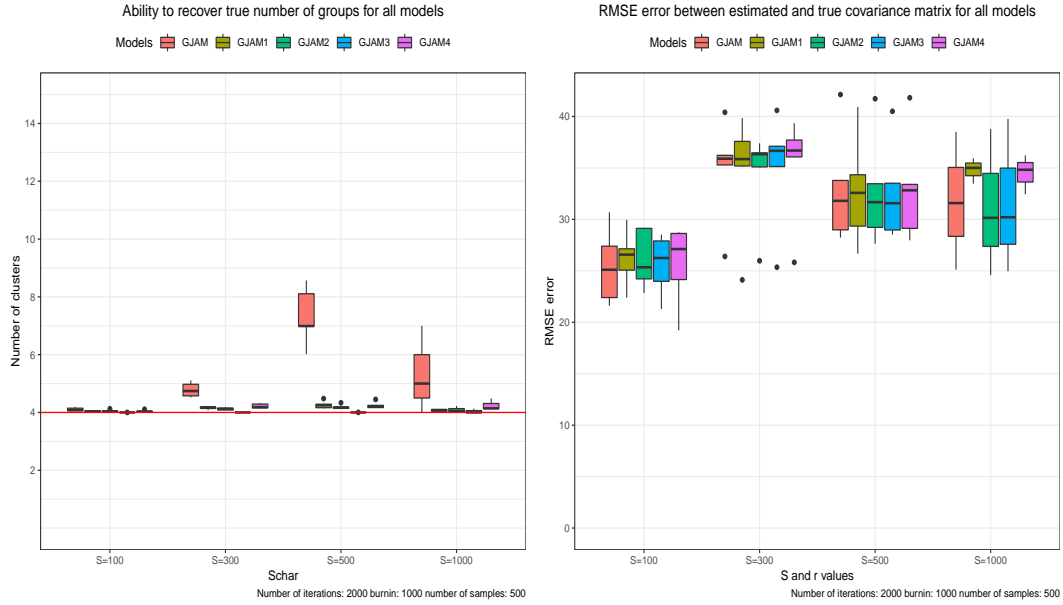 Ability to recover true number of groups for all models
Models GJAM GJAM1 GJAM2 GJAM3 GJAM4
Number of clusters
14
12
10
8
6
4
2
S=100 S=300 S=500 S=1000
Schar
Number of iterations: 2000 burnin: 1000 number of samples: 500
RMSE error between estimated and true covariance matrix for all models
Models GJAM GJAM1 GJAM2 GJAM3 GJAM4
RMSE error
40
30
20
10
0
S=100 S=300 S=500 S=1000
S and r values
Number of iterations: 2000 burnin: 1000 number of samples: 500